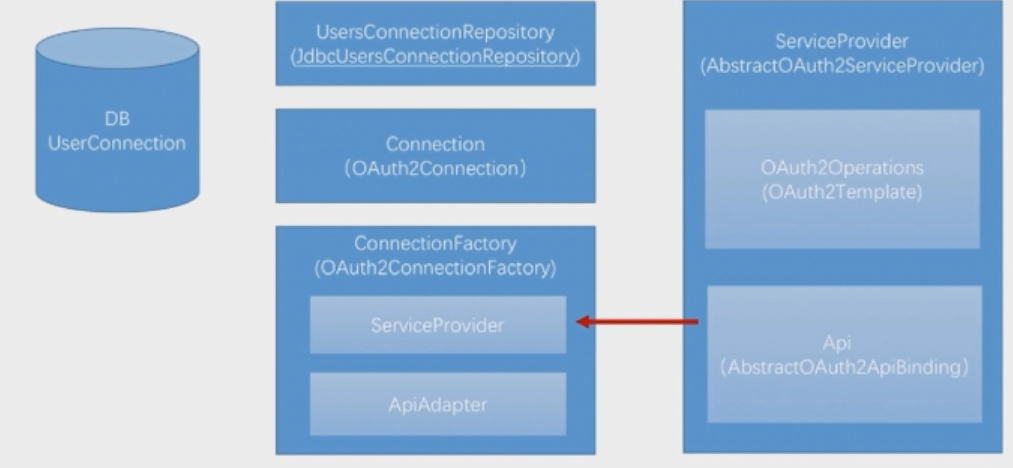 DB
UserConnection
UsersConnectionRepository
(JdbcUsersConnectionRepository)
Connection
(OAuth2Connection)
ConnectionFactory
(OAuth2ConnectionFactory)
ServiceProvider
ApiAdapter
ServiceProvider
(AbstractOAuth2ServiceProvider)
OAuth2Operations
(OAuth2Template)
Api
(AbstractOAuth2ApiBinding)